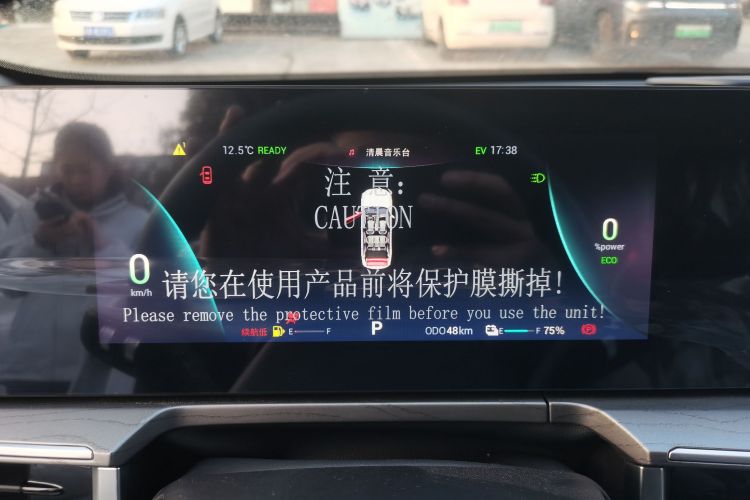 12.5℃ READY
清晨音乐台
EV 17:38
注 意:
CAUTION
0
km/h
0
%power
ECO
请您在使用产品前将保护膜撕掉!
Please remove the protective film before you use the unit!
续航低 E F
P
ODO48km
E F 75%